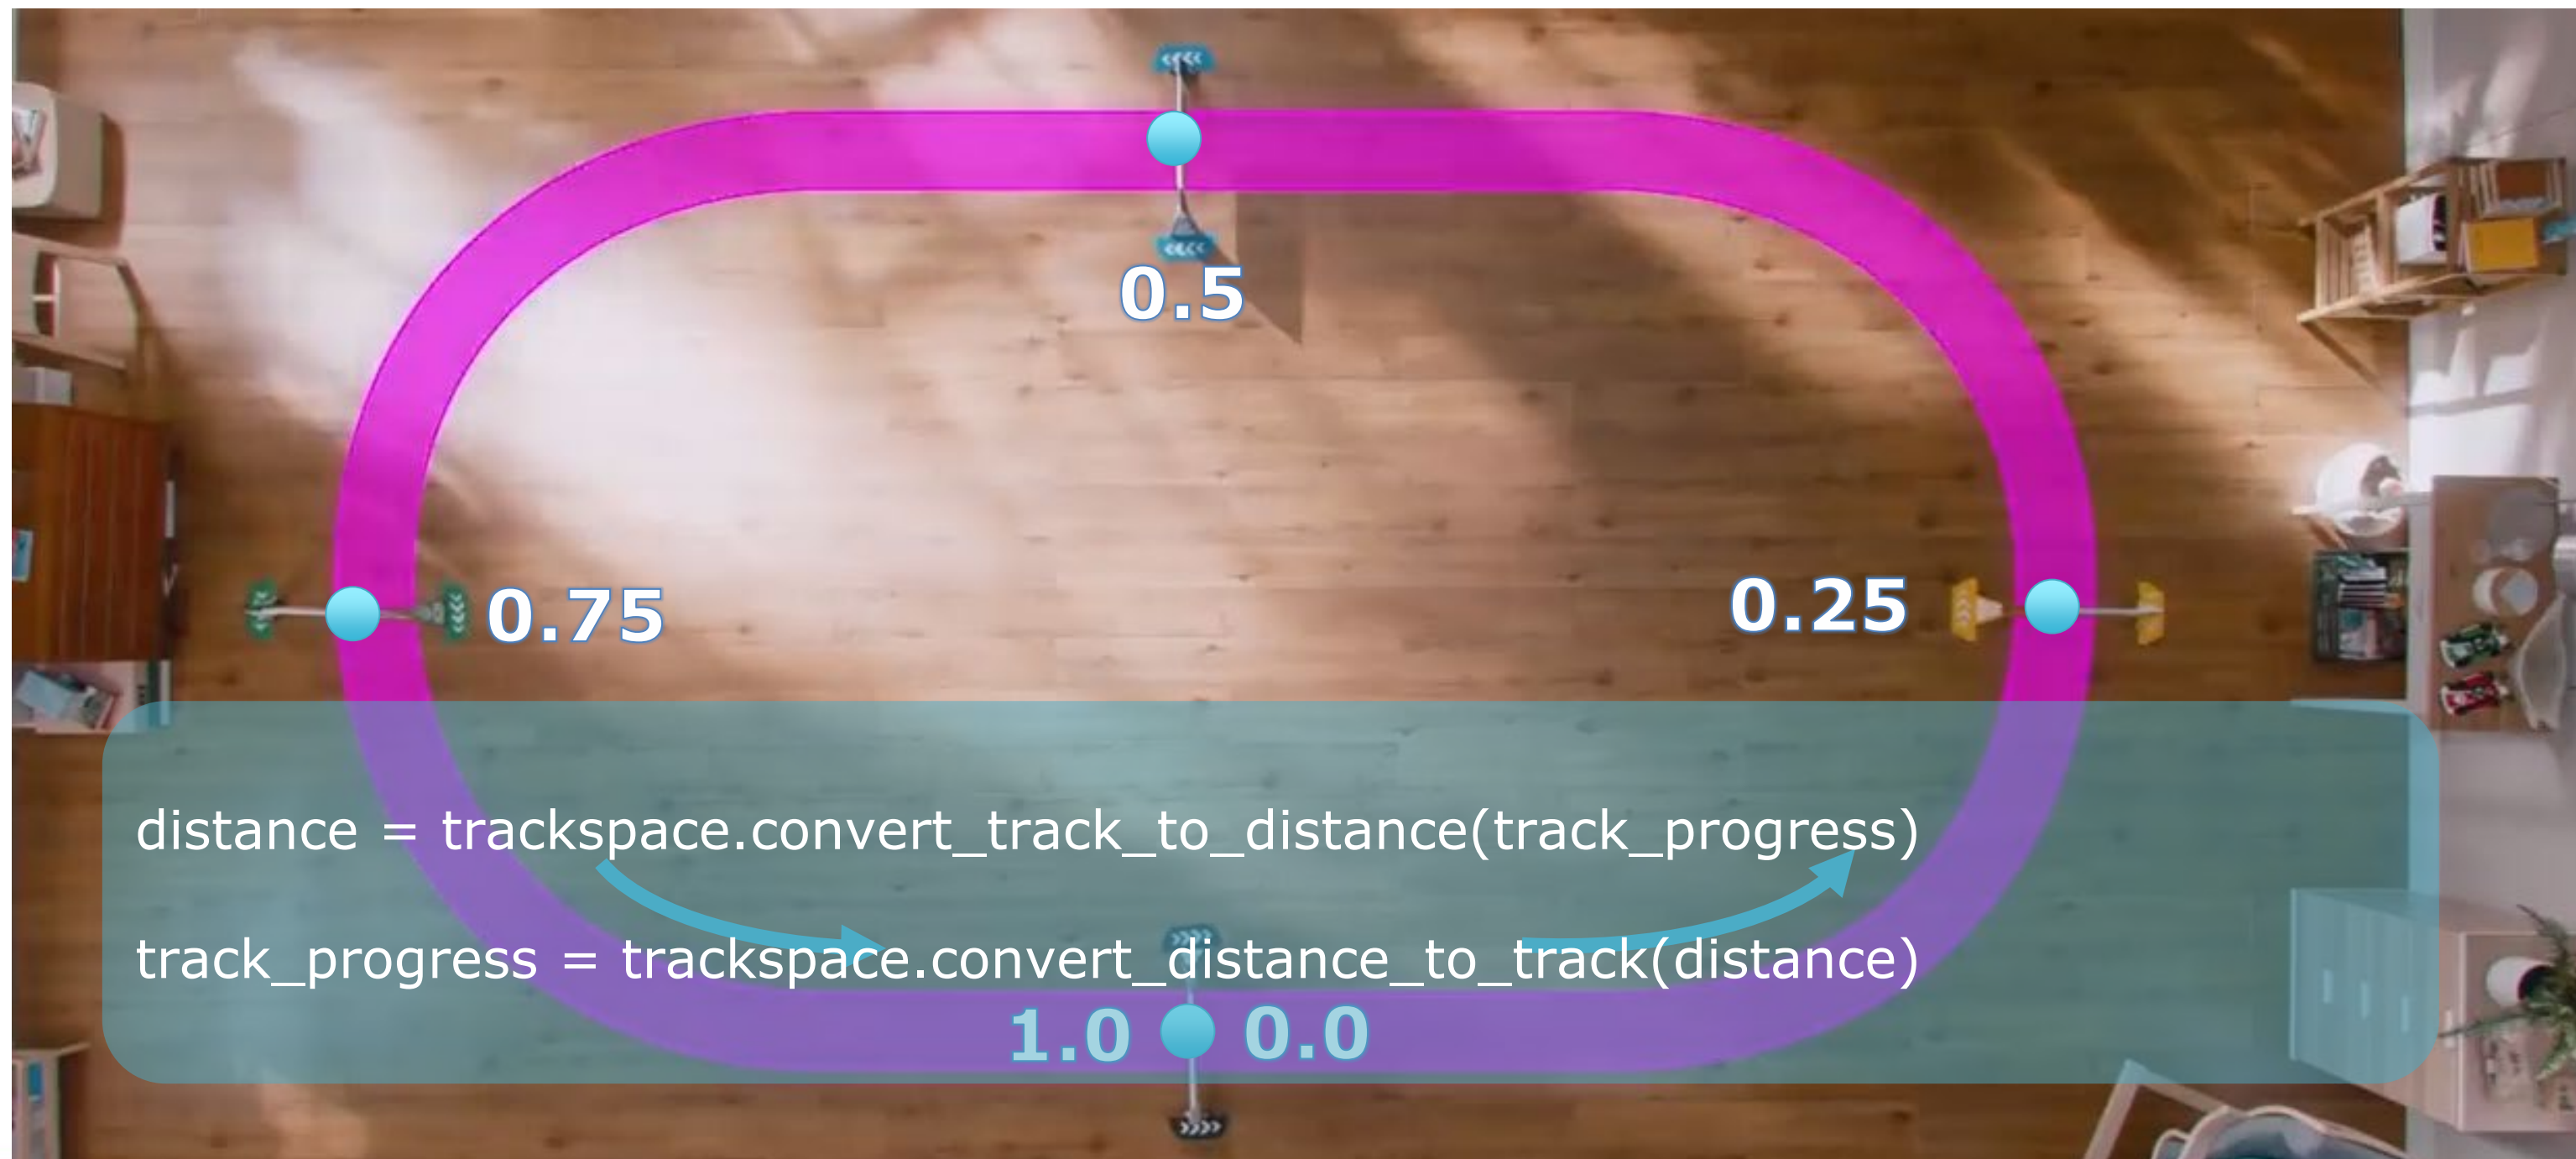 0.5
0.75
0.25
distance = trackspace.convert_track_to_distance(track_progress)
track_progress = trackspace.convert_distance_to_track(distance)
1.0 0.0